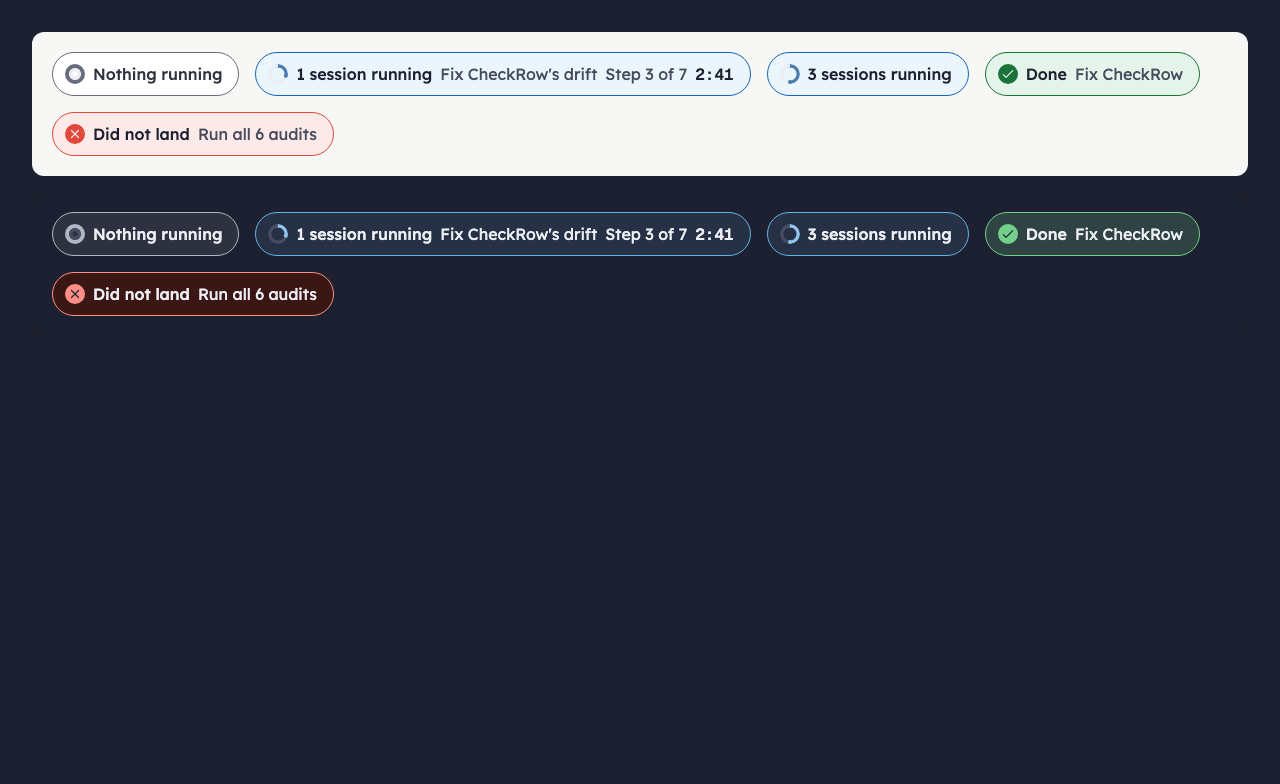 Nothing running
1 session running Fix CheckRow's drift Step 3 of 7 2:41
3 sessions running
Done Fix CheckRow
Did not land Run all 6 audits
Nothing running
1 session running Fix CheckRow's drift Step 3 of 7 2:41
3 sessions running
Done Fix CheckRow
Did not land Run all 6 audits